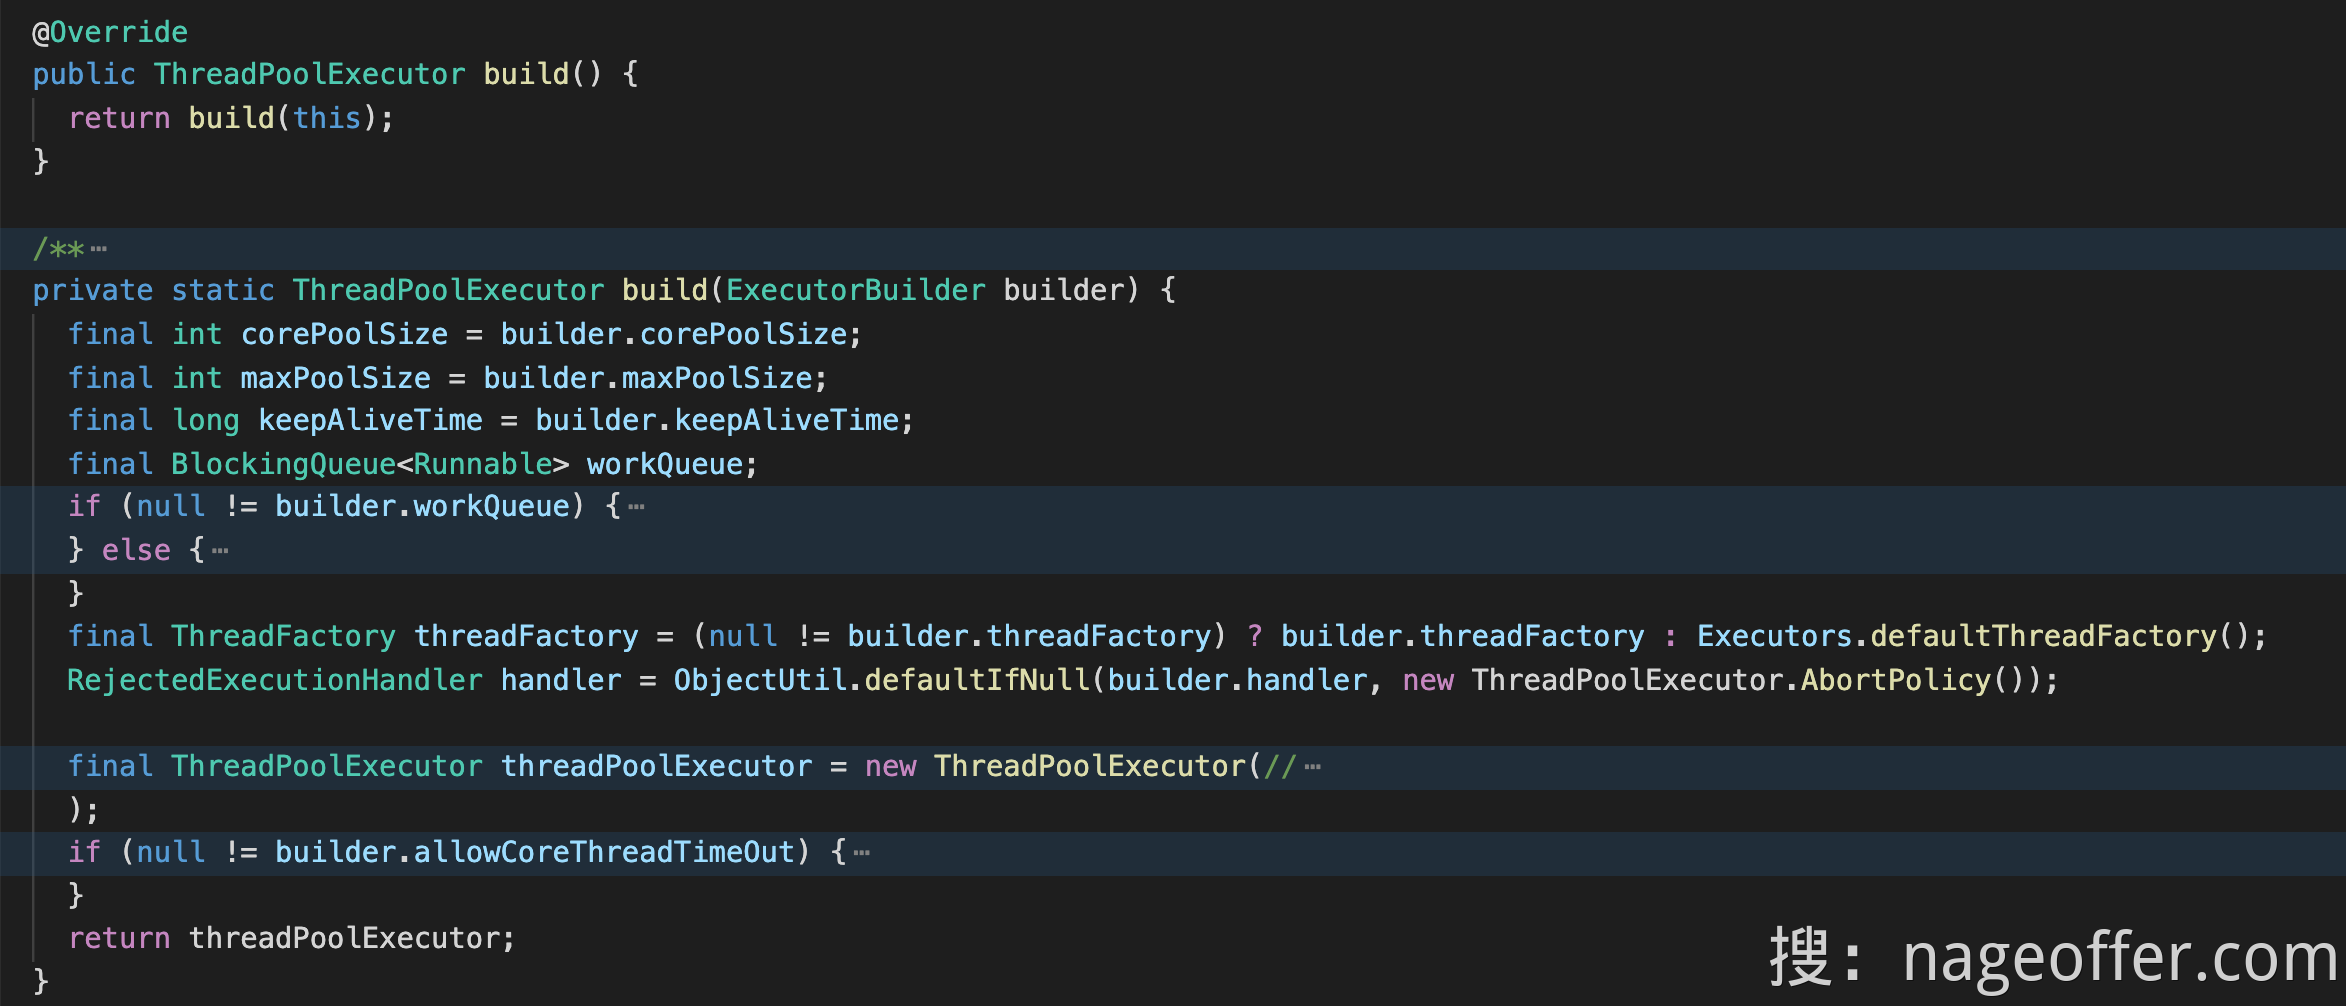 @Override
public ThreadPoolExecutor build() {
  return build(this);
}

/**⋯
private static ThreadPoolExecutor build(ExecutorBuilder builder) {
  final int corePoolSize = builder.corePoolSize;
  final int maxPoolSize = builder.maxPoolSize;
  final long keepAliveTime = builder.keepAliveTime;
  final BlockingQueue<Runnable> workQueue;
  if (null != builder.workQueue) {⋯
  } else {⋯
  }
  final ThreadFactory threadFactory = (null != builder.threadFactory) ? builder.threadFactory : Executors.defaultThreadFactory();
  RejectedExecutionHandler handler = ObjectUtil.defaultIfNull(builder.handler, new ThreadPoolExecutor.AbortPolicy());

  final ThreadPoolExecutor threadPoolExecutor = new ThreadPoolExecutor(//⋯
  );
  if (null != builder.allowCoreThreadTimeOut) {⋯
  }
  return threadPoolExecutor;
}
搜：nageoffer.com